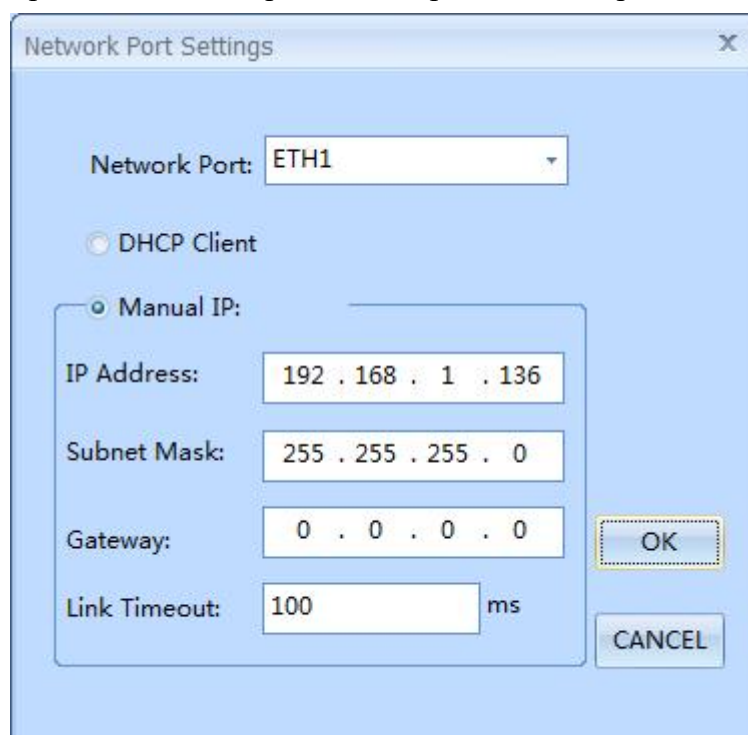 Network Port Settings x
Network Port: ETH1
DHCP Client
Manual IP:
IP Address: 192 . 168 . 1 . 136
Subnet Mask: 255 . 255 . 255 . 0
Gateway: 0 . 0 . 0 . 0
OK
Link Timeout: 100 ms
CANCEL